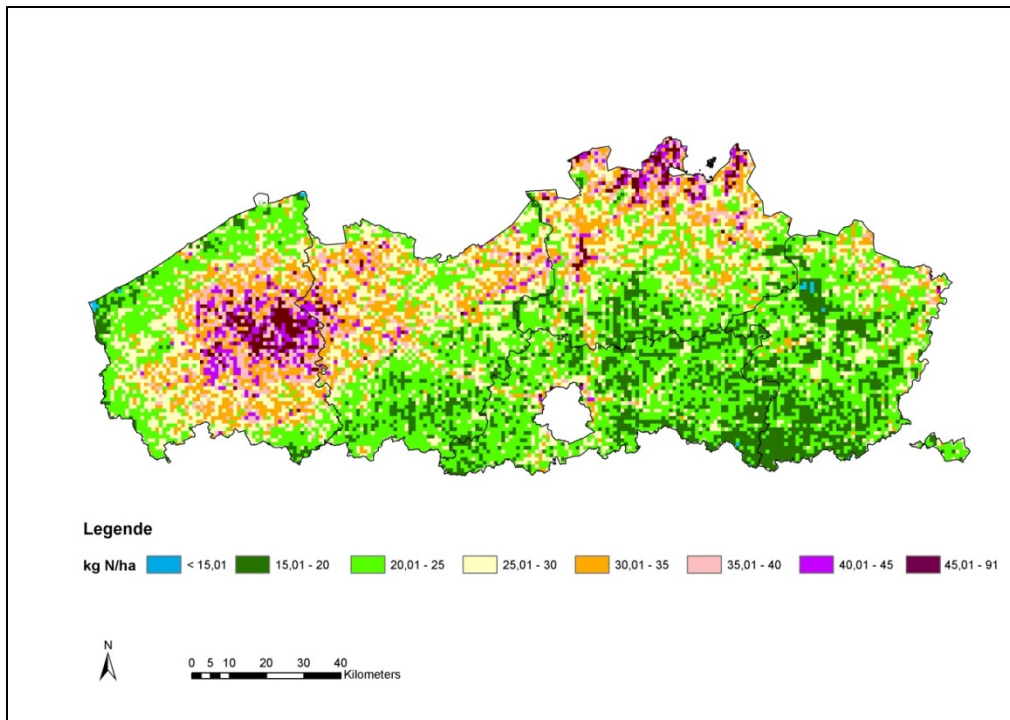 Legende
kg N/ha < 15,01 15,01 - 20 20,01 - 25 25,01 - 30 30,01 - 35 35,01 - 40 40,01 - 45 45,01 - 91
N
0 5 10 20 30 40
Kilometers